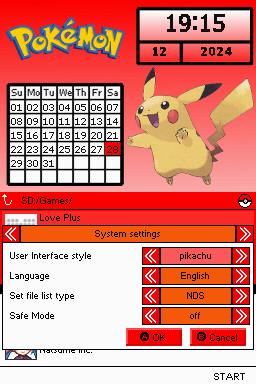 POKéMON
19:15
12 2024
Su Mo Tu We Th Fr Sa
01 02 03 04 05 06 07
08 09 10 11 12 13 14
15 16 17 18 19 20 21
22 23 24 25 26 27 28
29 30 31
SD:/Games/
Love Plus
System settings
User Interface style pikachu
Language English
Set file list type NDS
Safe Mode off
A OK B Cancel
Natsume Inc.
START